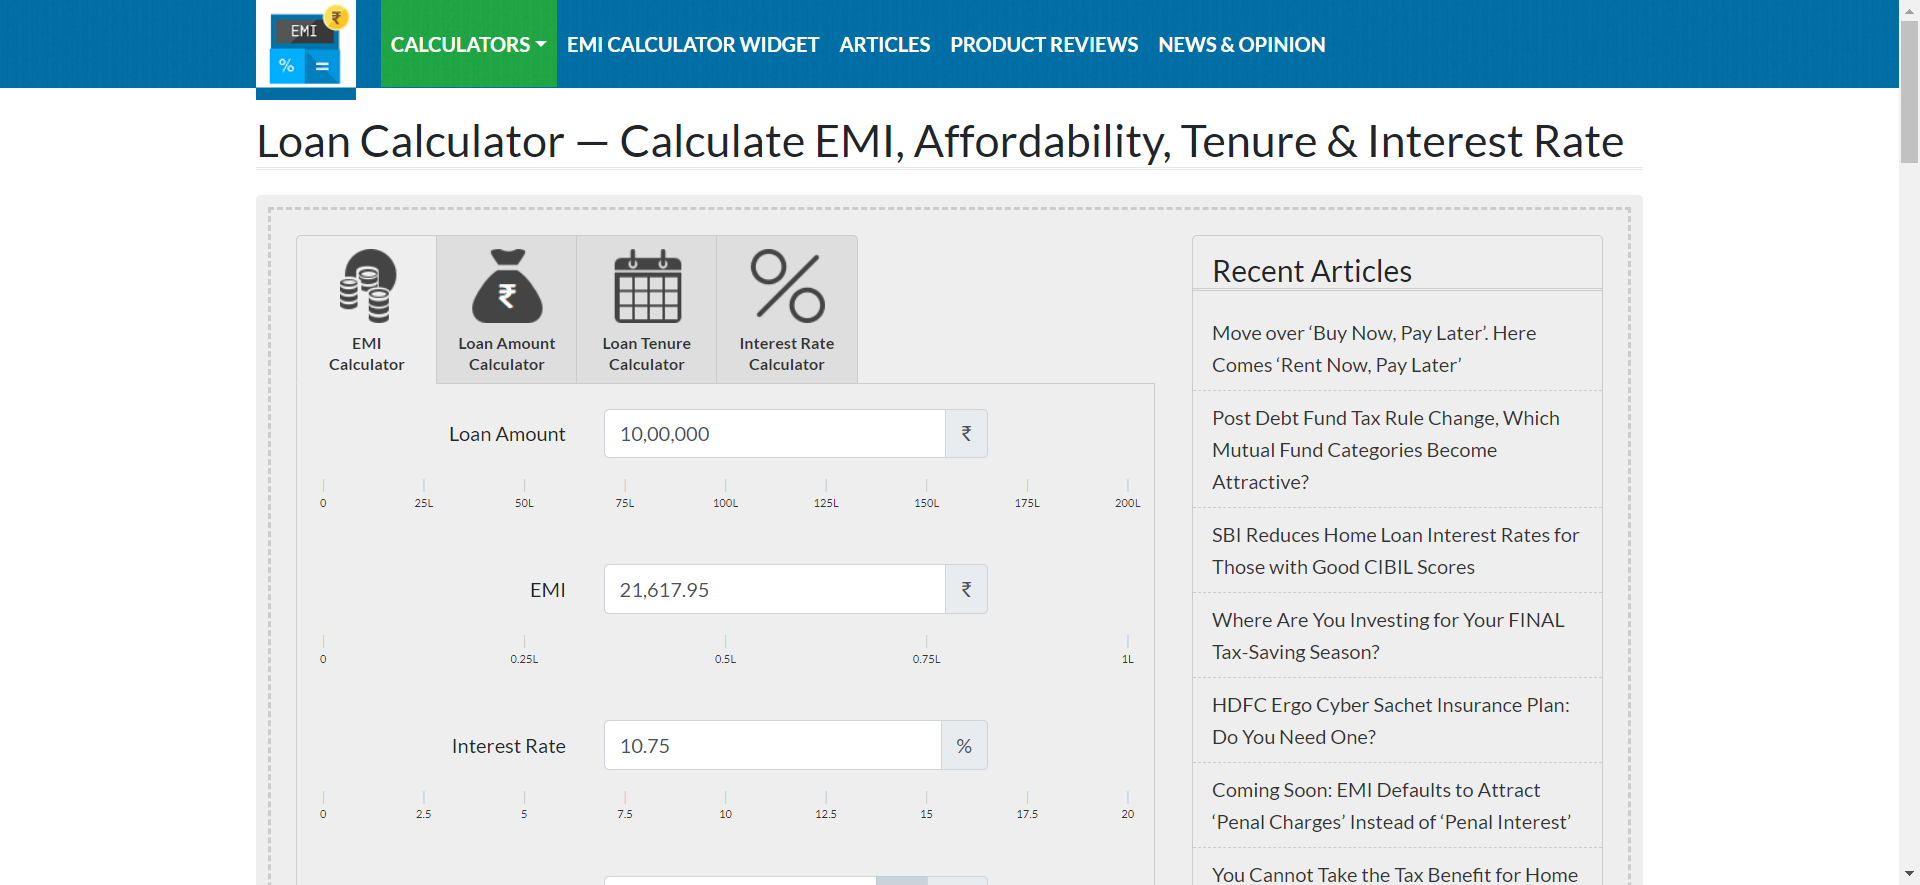 EMI
₹
%
=
CALCULATORS
EMI CALCULATOR WIDGET
ARTICLES
PRODUCT REVIEWS
NEWS & OPINION
Loan Calculator — Calculate EMI, Affordability, Tenure & Interest Rate
EMI
Calculator
₹
Loan Amount
Calculator
Loan Tenure
Calculator
Interest Rate
Calculator
Loan Amount
10,00,000
₹
0 25L 50L 75L 100L 125L 150L 175L 200L
EMI
21,617.95
₹
0 0.25L 0.5L 0.75L 1L
Interest Rate
10.75
%
0 2.5 5 7.5 10 12.5 15 17.5 20
Recent Articles
Move over ‘Buy Now, Pay Later’. Here
Comes ‘Rent Now, Pay Later’
Post Debt Fund Tax Rule Change, Which
Mutual Fund Categories Become
Attractive?
SBI Reduces Home Loan Interest Rates for
Those with Good CIBIL Scores
Where Are You Investing for Your FINAL
Tax-Saving Season?
HDFC Ergo Cyber Sachet Insurance Plan:
Do You Need One?
Coming Soon: EMI Defaults to Attract
‘Penal Charges’ Instead of ‘Penal Interest’
You Cannot Take the Tax Benefit for Home